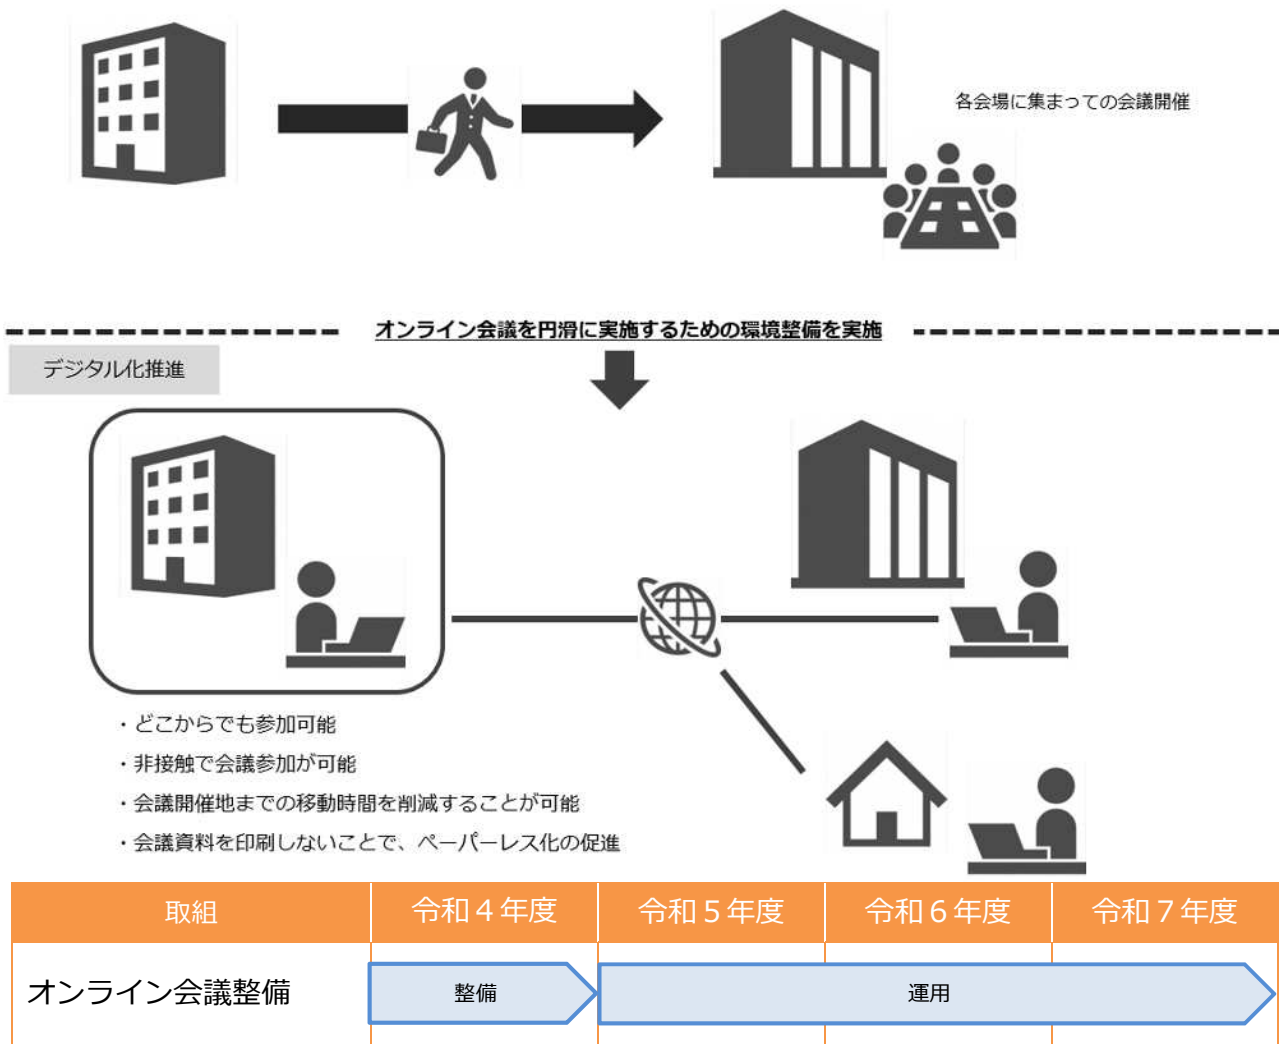 各会場に集まっての会議開催
オンライン会議を円滑に実施するための環境整備を実施
デジタル化推進
・どこからでも参加可能
・非接触で会議参加が可能
・会議開催地までの移動時間を削減することが可能
・会議資料を印刷しないことで、ペーパーレス化の促進
取組 令和４年度 令和５年度 令和６年度 令和７年度
オンライン会議整備 整備 運用